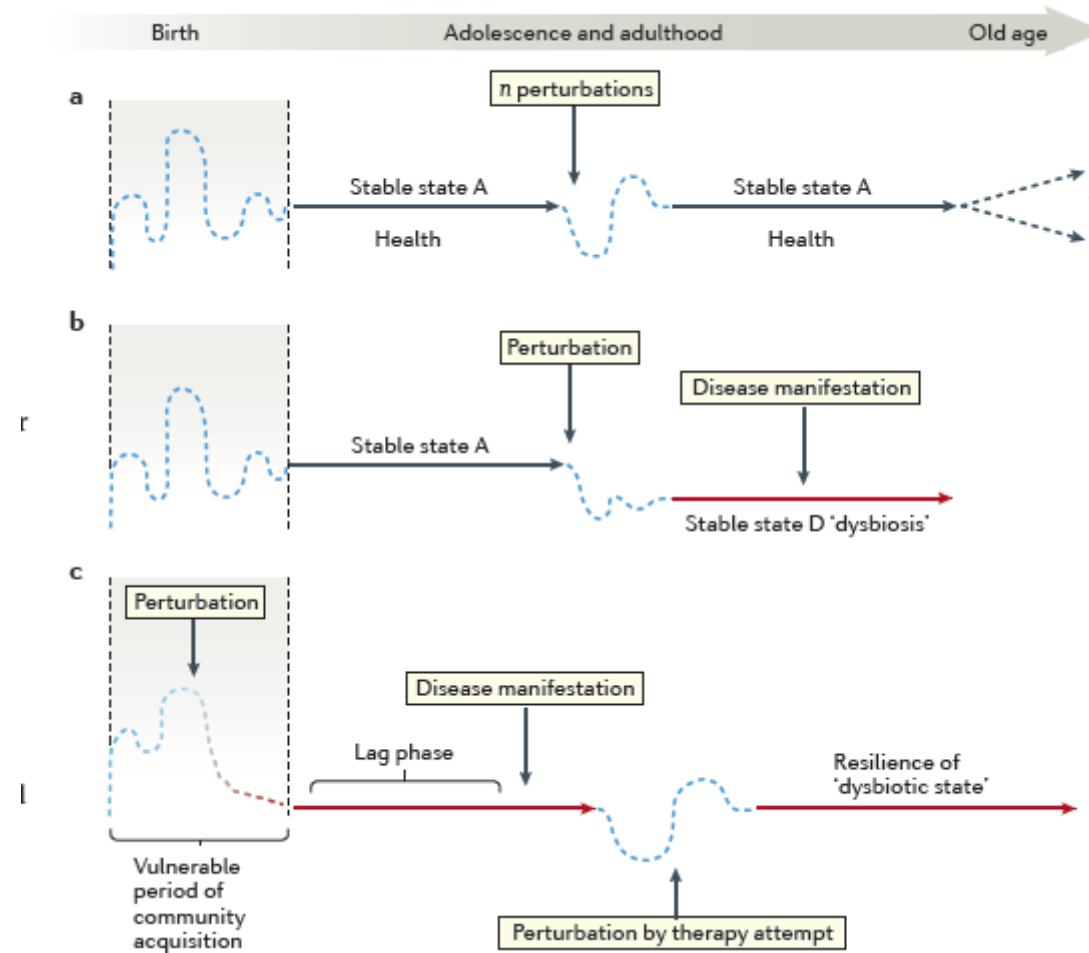 Birth
Adolescence and adulthood
Old age
a
n perturbations
Stable state A
Health
Stable state A
Health
b
Perturbation
Disease manifestation
r
Stable state A
Stable state D 'dysbiosis'
c
Perturbation
Disease manifestation
Lag phase
Resilience of
'dysbiotic state'
l
Vulnerable
period of
community
acquisition
Perturbation by therapy attempt